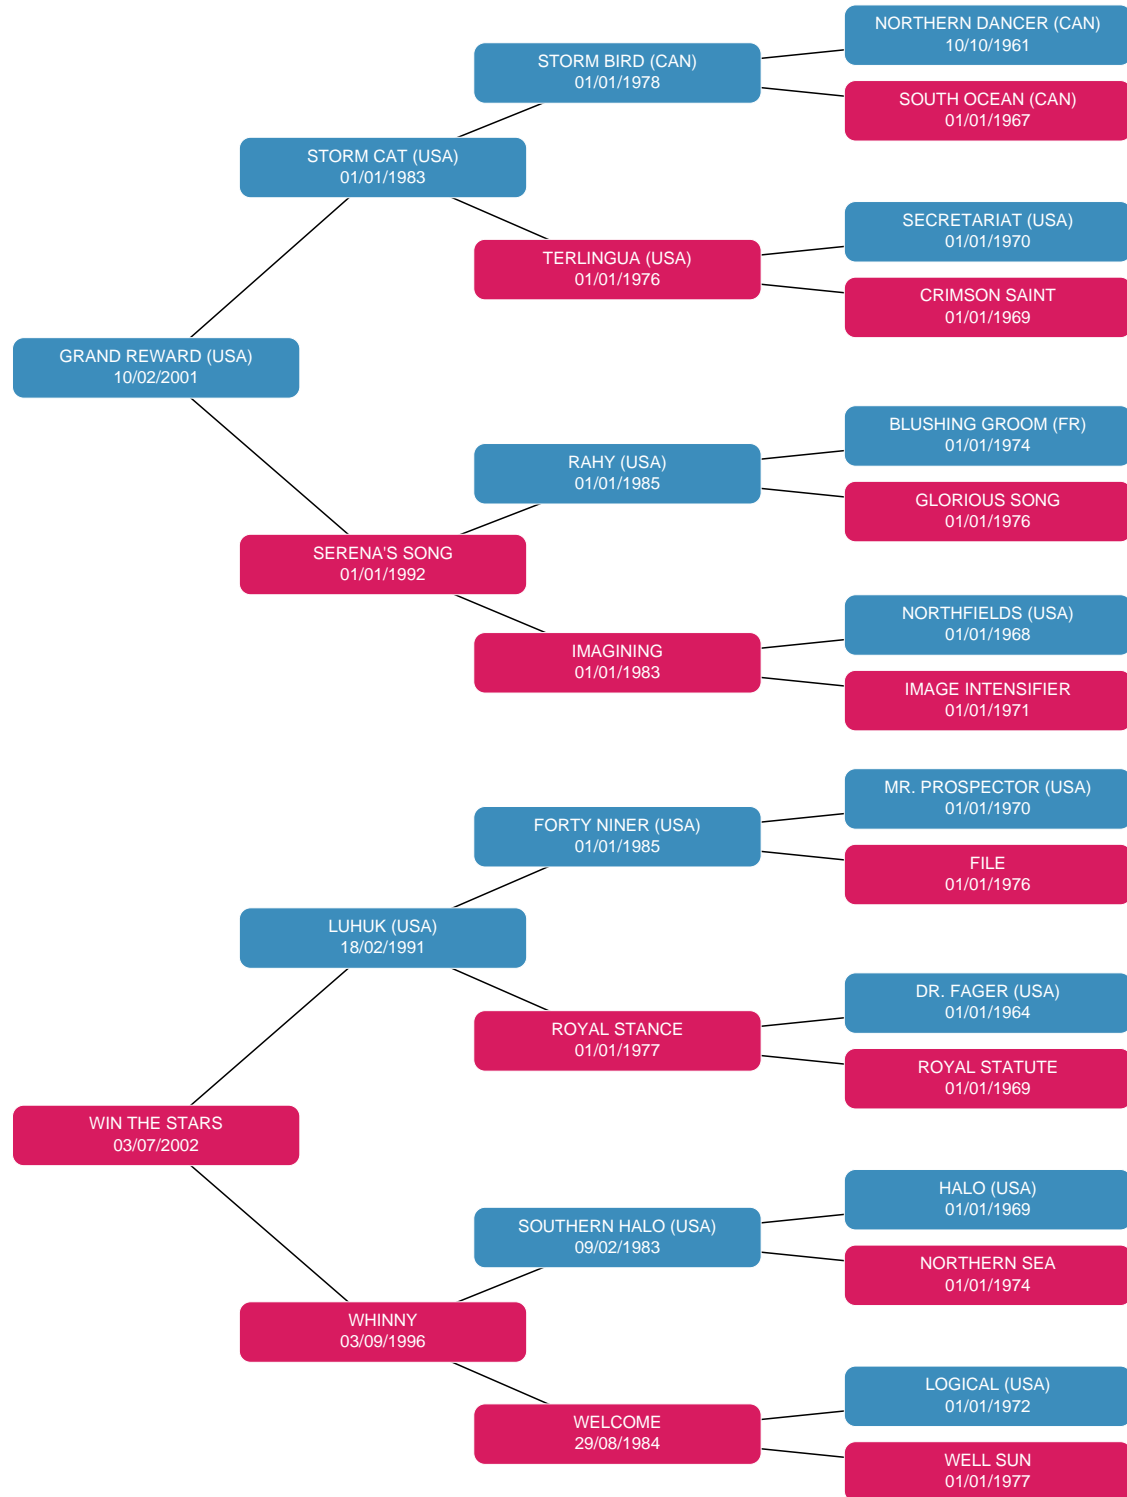 NORTHERN DANCER (CAN)
10/10/1961
STORM BIRD (CAN)
01/01/1978
SOUTH OCEAN (CAN)
01/01/1967
STORM CAT (USA)
01/01/1983
SECRETARIAT (USA)
01/01/1970
TERLINGUA (USA)
01/01/1976
CRIMSON SAINT
01/01/1969
GRAND REWARD (USA)
10/02/2001
BLUSHING GROOM (FR)
01/01/1974
RAHY (USA)
01/01/1985
GLORIOUS SONG
01/01/1976
SERENA'S SONG
01/01/1992
NORTHFIELDS (USA)
01/01/1968
IMAGINING
01/01/1983
IMAGE INTENSIFIER
01/01/1971
MR. PROSPECTOR (USA)
01/01/1970
FORTY NINER (USA)
01/01/1985
FILE
01/01/1976
LUHUK (USA)
18/02/1991
DR. FAGER (USA)
01/01/1964
ROYAL STANCE
01/01/1977
ROYAL STATUTE
01/01/1969
WIN THE STARS
03/07/2002
HALO (USA)
01/01/1969
SOUTHERN HALO (USA)
09/02/1983
NORTHERN SEA
01/01/1974
WHINNY
03/09/1996
LOGICAL (USA)
01/01/1972
WELCOME
29/08/1984
WELL SUN
01/01/1977